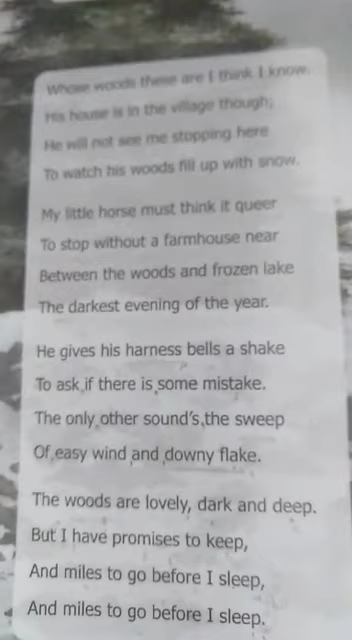 Whose woods these are I think I know.
His house is in the village though;
He will not see me stopping here
To watch his woods fill up with snow.
My little horse must think it queer
To stop without a farmhouse near
Between the woods and frozen lake
The darkest evening of the year.
He gives his harness bells a shake
To ask if there is some mistake.
The only other sound's the sweep
Of easy wind and downy flake.
The woods are lovely, dark and deep.
But I have promises to keep,
And miles to go before I sleep,
And miles to go before I sleep.